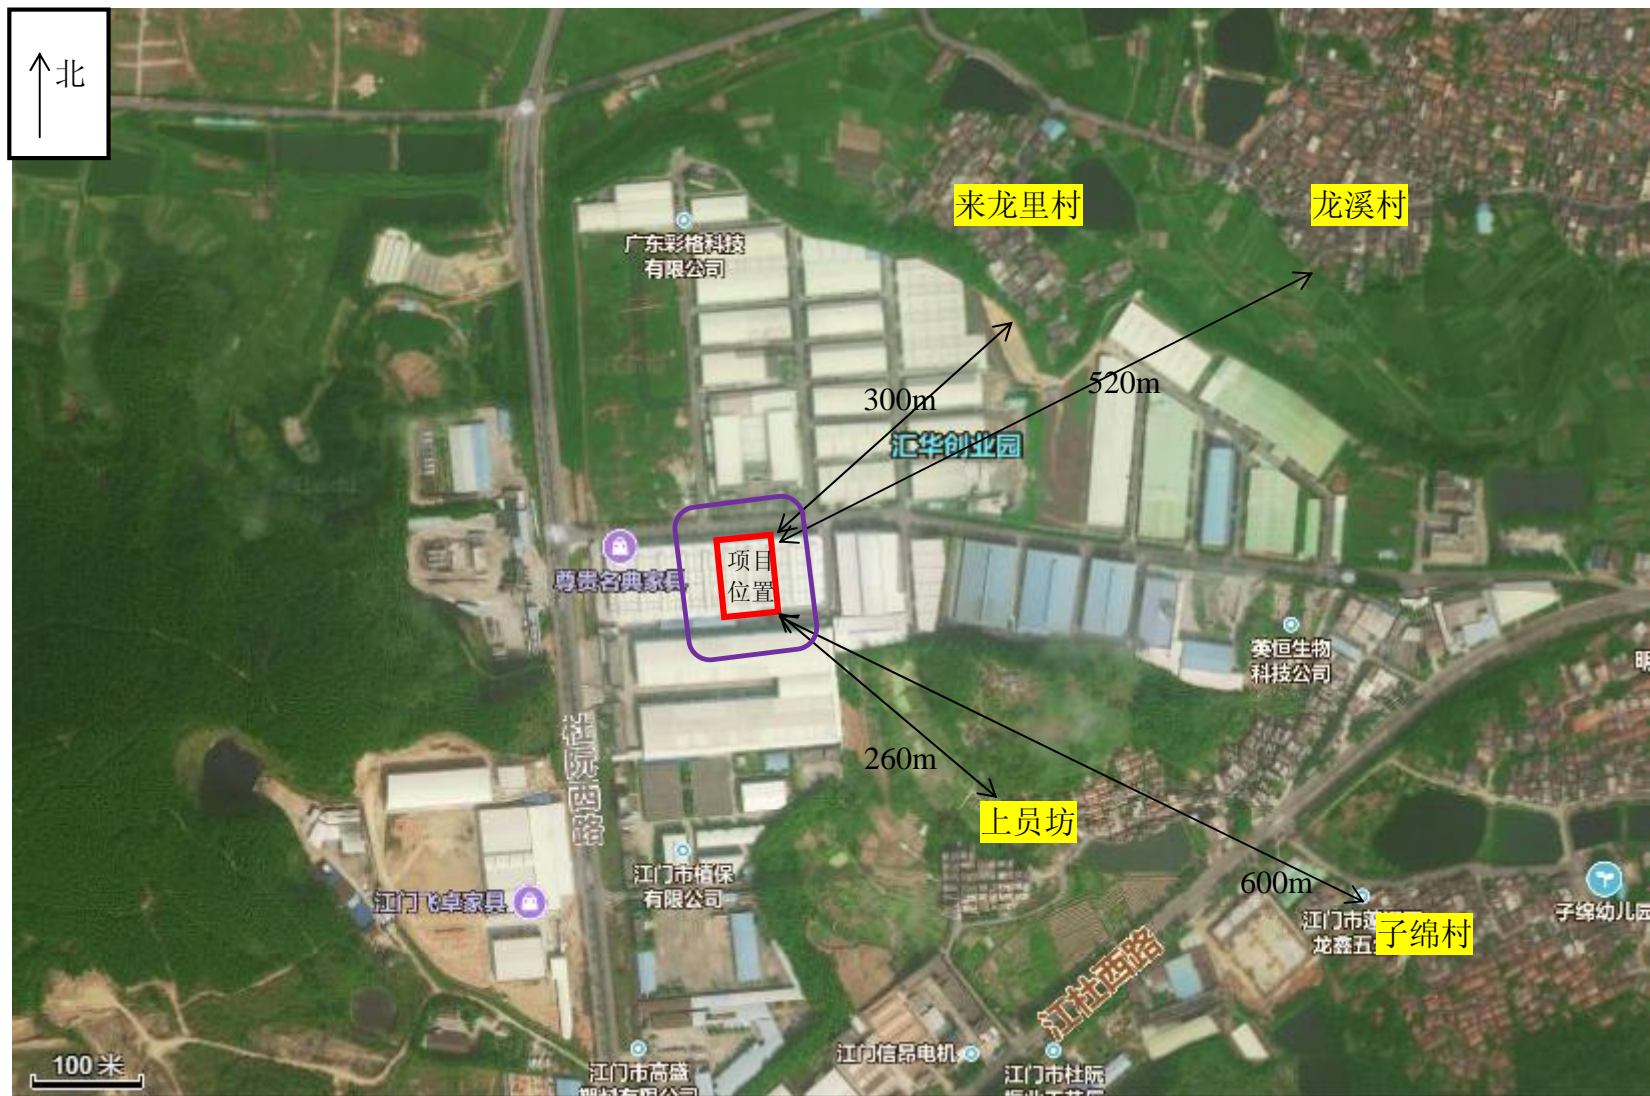 北
来龙里村
龙溪村
广东彩格科技
有限公司
520m
300m
汇华创业园
项目
位置
尊贵名典家具
英恒生物
科技公司
杜阮西路
260m
上员坊
江门市植保
有限公司
600m
江门飞卓家具
子绵幼儿园
江门市
龙鑫五
子绵村
江杜西路
江门信昂电机
100 米
江门市高盛
江门市杜阮